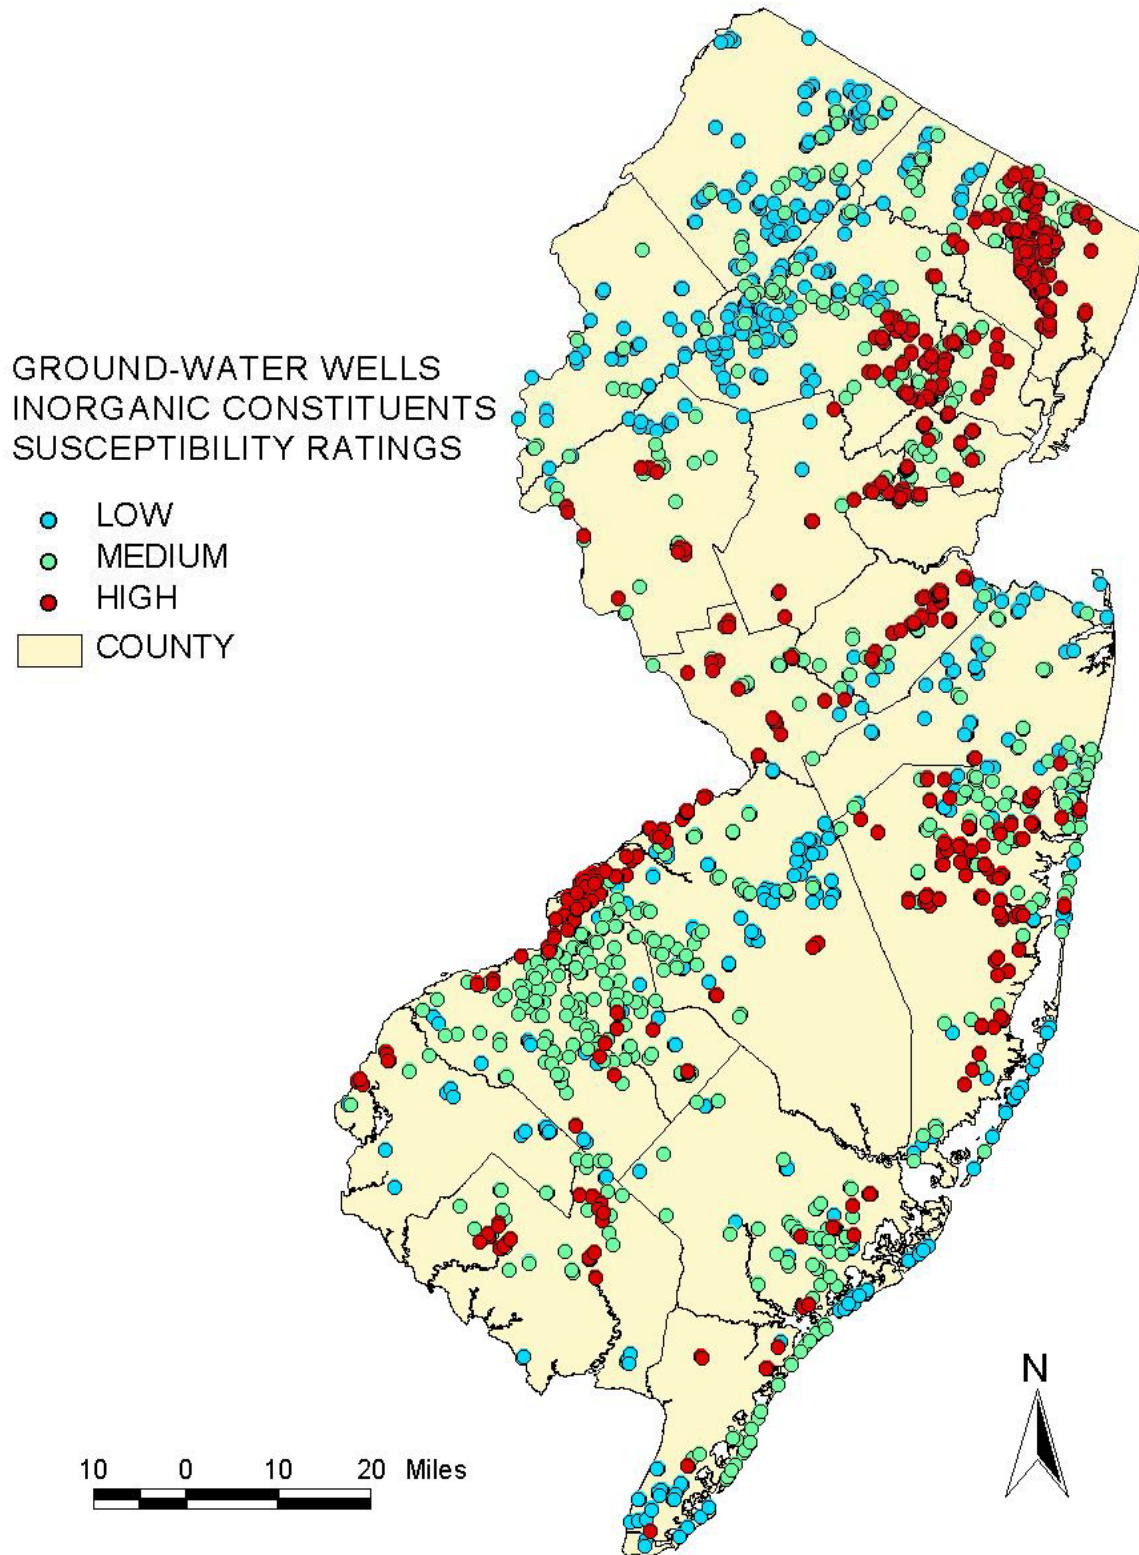 GROUND-WATER WELLS
INORGANIC CONSTITUENTS
SUSCEPTIBILITY RATINGS
LOW
MEDIUM
HIGH
COUNTY
N
10 0 10 20 Miles